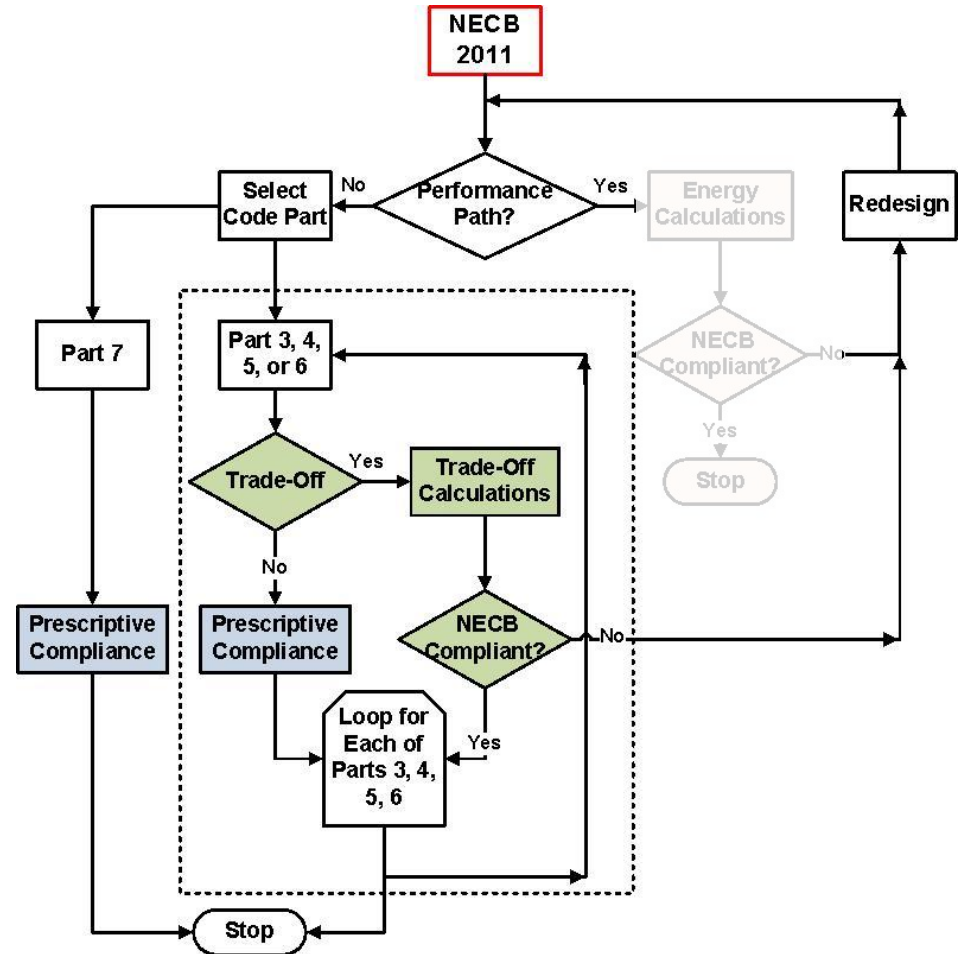 NECB
2011
Select
Code Part
No
Performance
Path?
Yes
Energy
Calculations
Redesign
Part 7
Part 3, 4,
5, or 6
NECB
Compliant?
No
Yes
Stop
Trade-Off
Yes
Trade-Off
Calculations
No
Prescriptive
Compliance
Prescriptive
Compliance
NECB
Compliant?
No
Yes
Loop for
Each of
Parts 3, 4,
5, 6
Stop